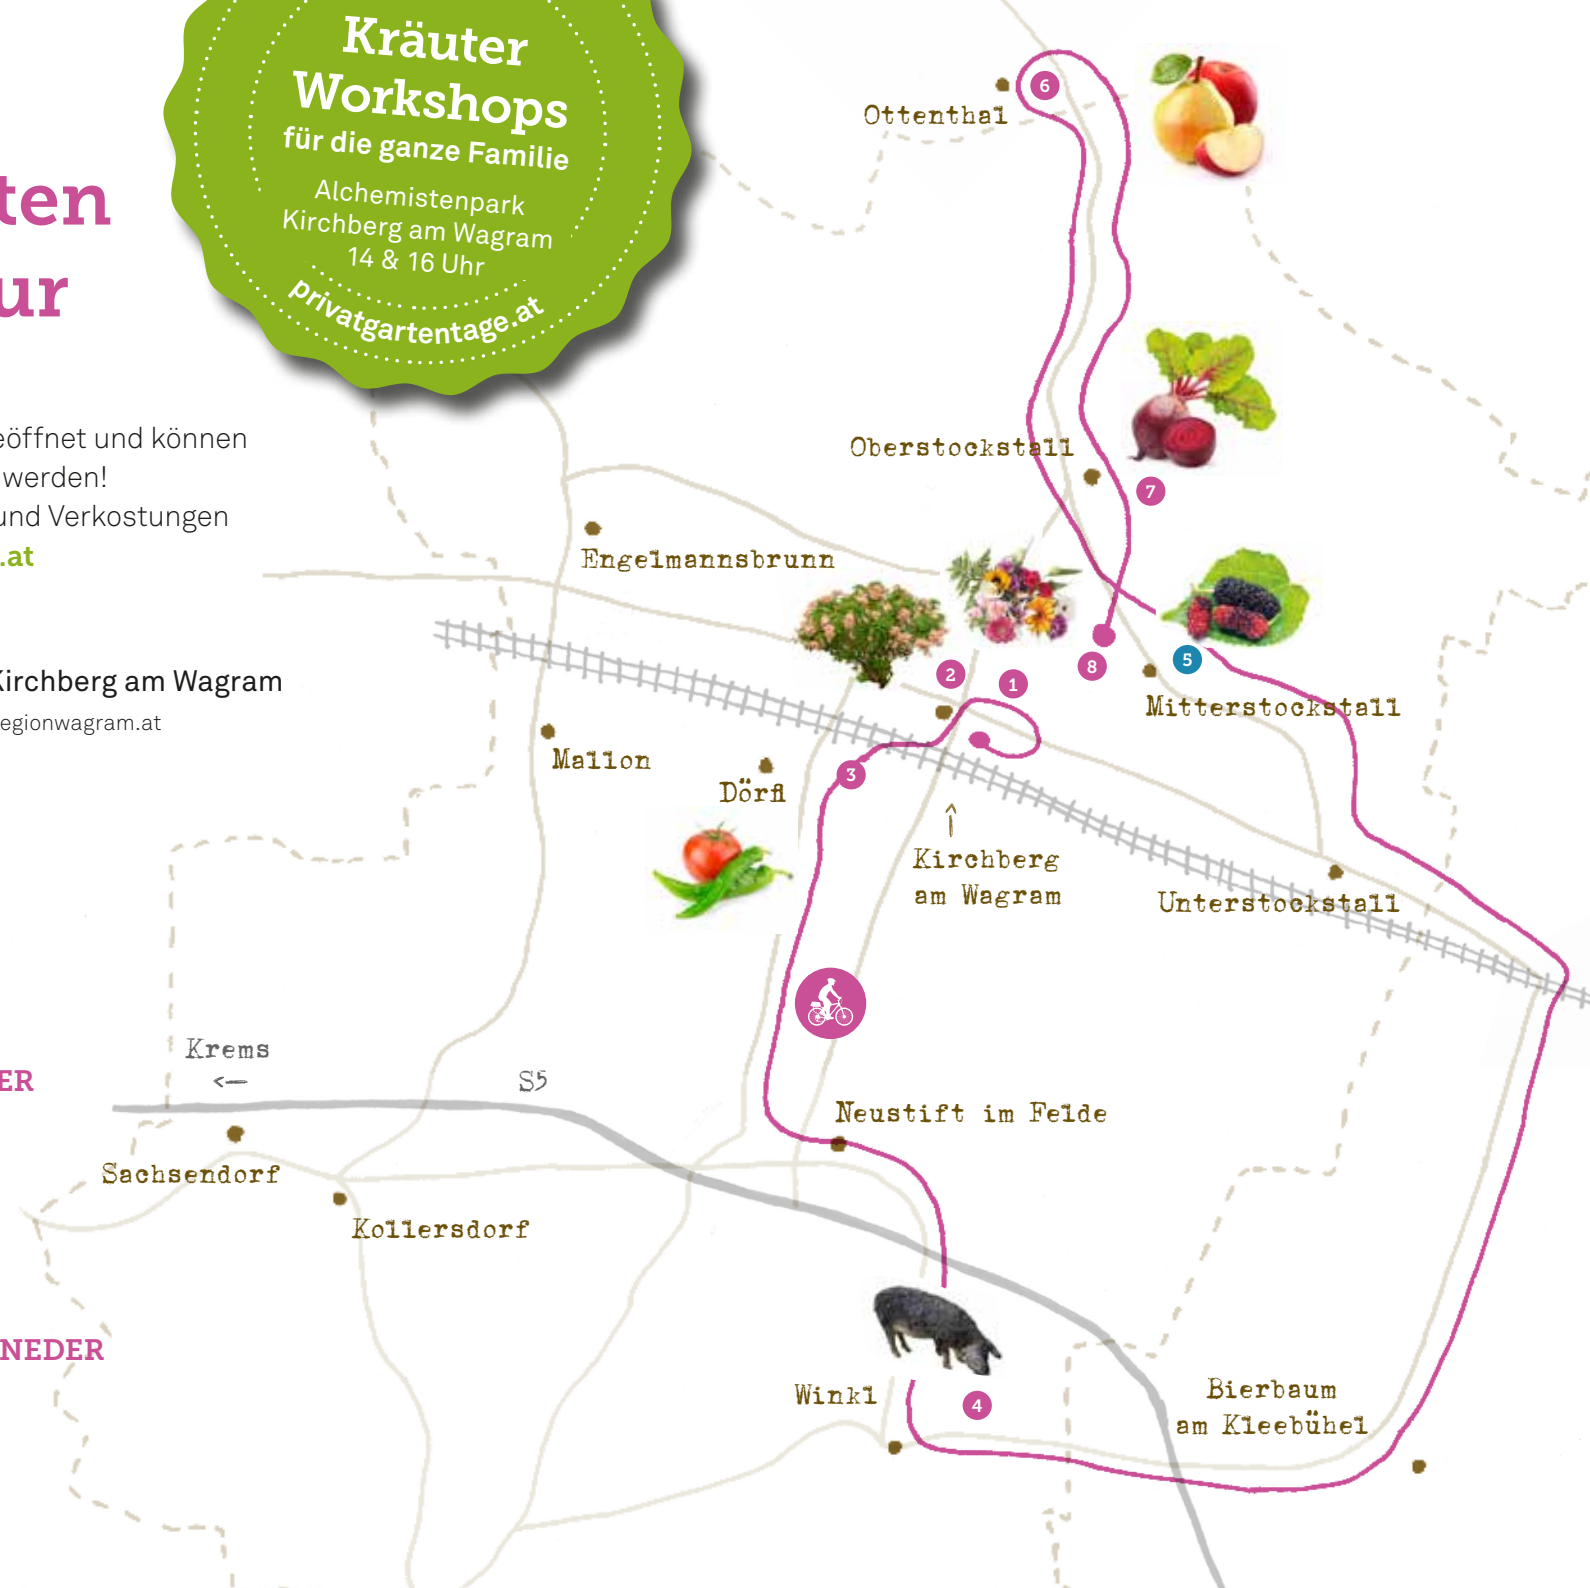 Kräuter
Workshops
für die ganze Familie
Alchemistenpark
Kirchberg am Wagram
14 & 16 Uhr
privatgartentage.at
ten
ur
eöffnet und können
werden!
und Verkostungen
.at
Kirchberg am Wagram
egionwagram.at
ER
NEDER
Ottenthal
6
Oberstockstall
7
Engelmannsbrunn
2
1
8
5
Mitterstockstall
Mallon
Dörfl
3
Kirchberg
am Wagram
Unterstockstall
Krems
<—
S5
Neustift im Felde
Sachsendorf
Kollersdorf
Winkl
4
Bierbaum
am Kleebühel